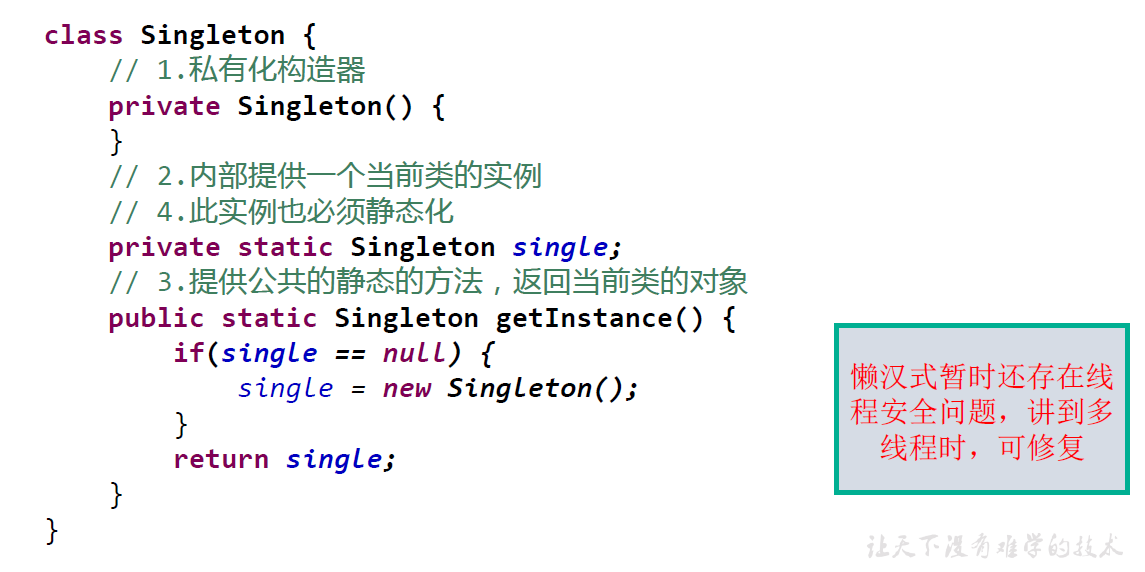 class Singleton {
// 1.私有化构造器
private Singleton() {
}
// 2.内部提供一个当前类的实例
// 4.此实例也必须静态化
private static Singleton single;
// 3.提供公共的静态的方法，返回当前类的对象
public static Singleton getInstance() {
if(single == null) {
single = new Singleton();
}
return single;
}
}
懒汉式暂时还存在线
程安全问题，讲到多
线程时，可修复
让天下没有难学的技术